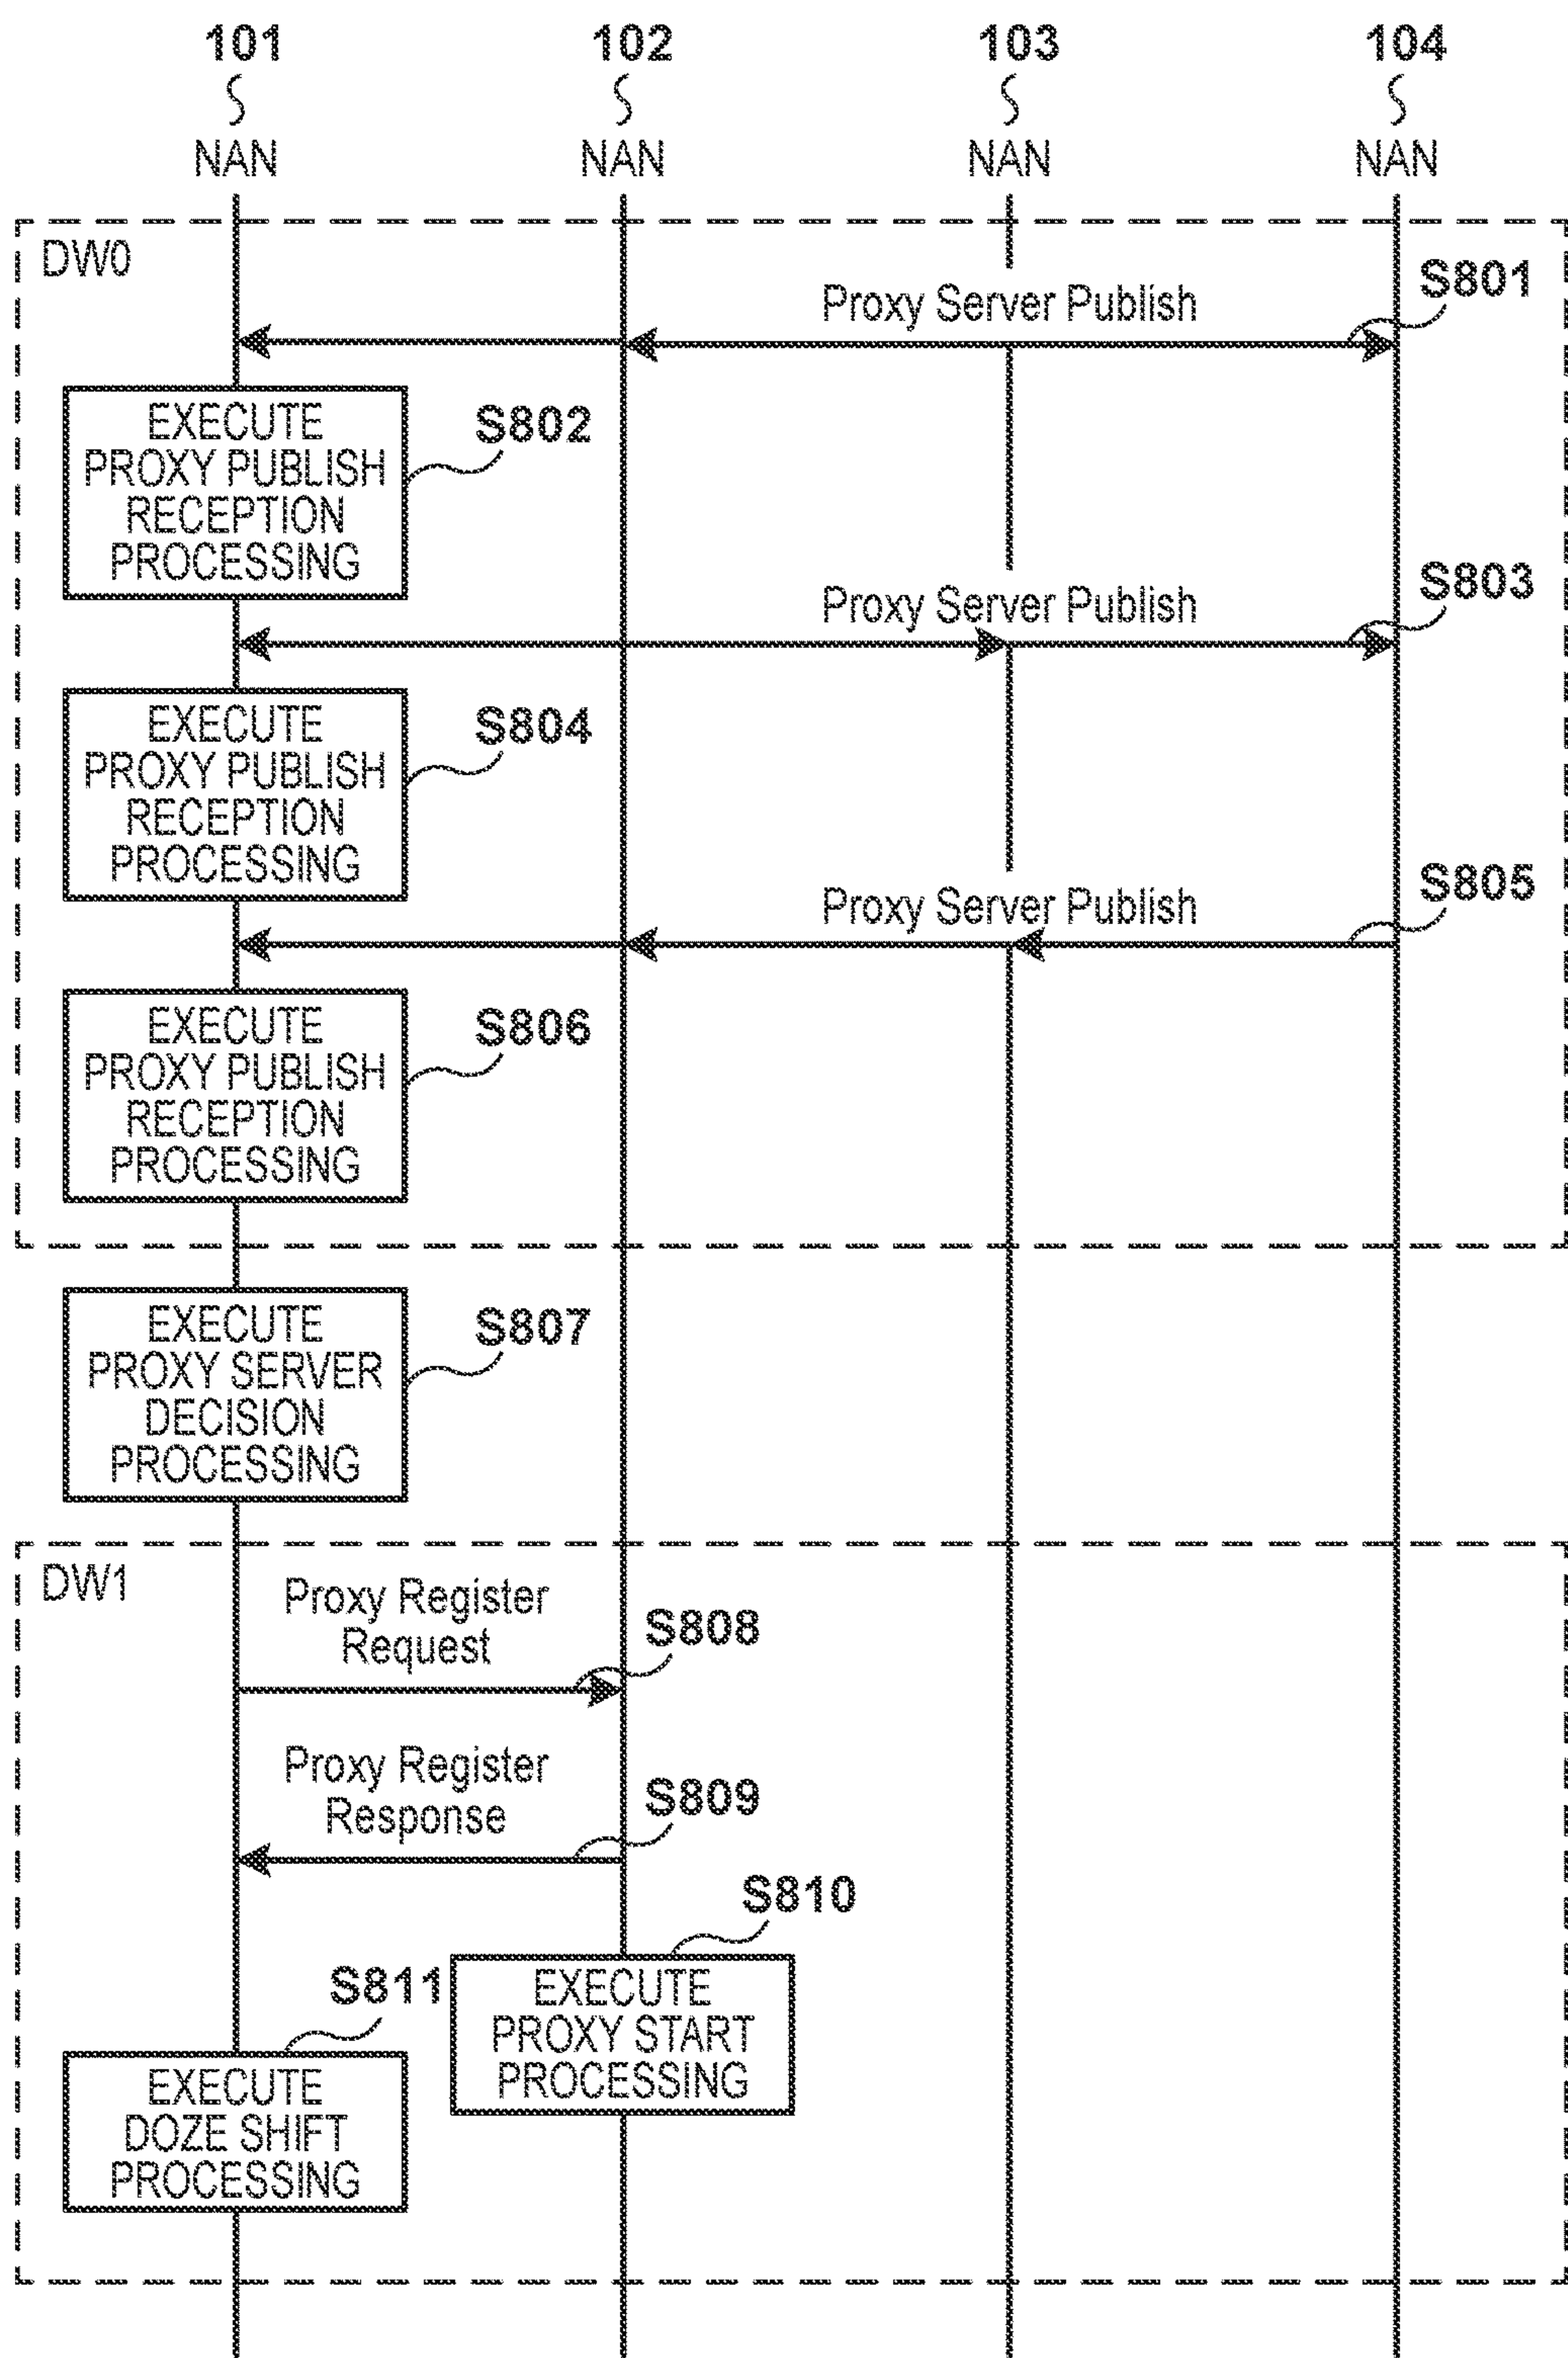 101 102 103 104
NAN NAN NAN NAN
DW0
S801
Proxy Server Publish
EXECUTE
PROXY PUBLISH
RECEPTION
PROCESSING
S802
S803
Proxy Server Publish
EXECUTE
PROXY PUBLISH
RECEPTION
PROCESSING
S804
S805
Proxy Server Publish
EXECUTE
PROXY PUBLISH
RECEPTION
PROCESSING
S806
EXECUTE
PROXY SERVER
DECISION
PROCESSING
S807
DW1
Proxy Register
Request
S808
Proxy Register
Response
S809
S810
EXECUTE
PROXY START
PROCESSING
S811
EXECUTE
DOZE SHIFT
PROCESSING